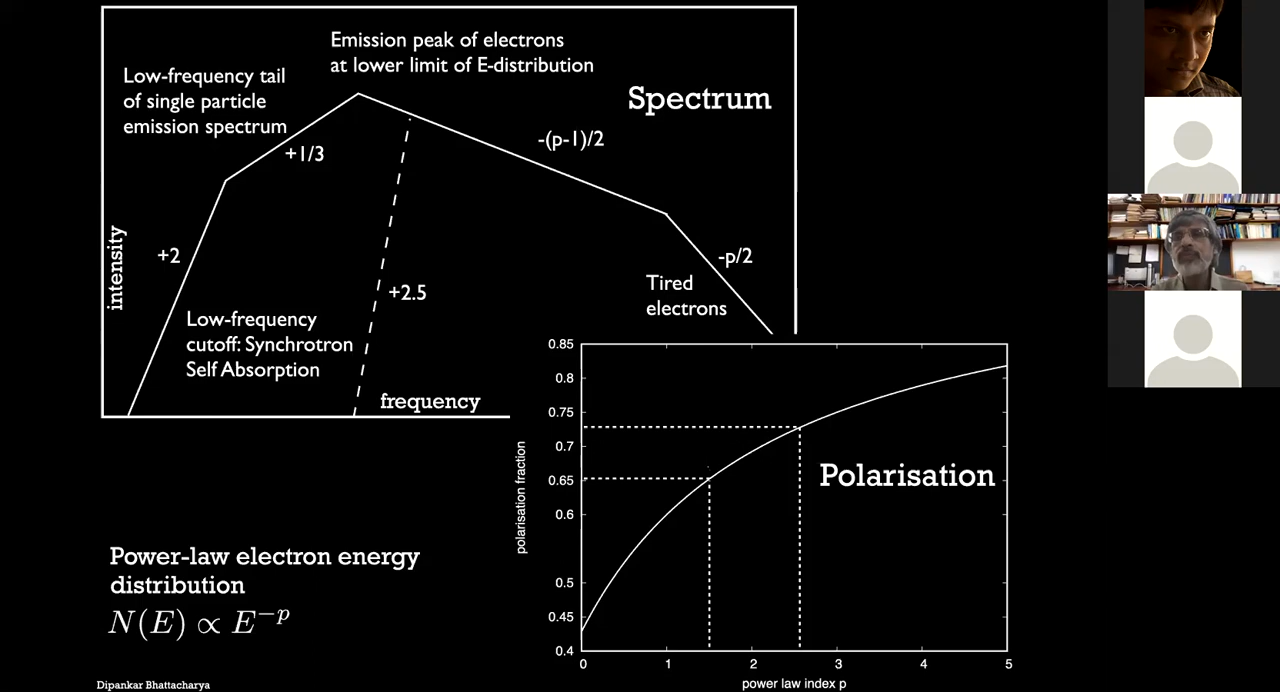 Emission peak of electrons
at lower limit of E-distribution
Low-frequency tail
of single particle
emission spectrum
Spectrum
+1/3
-(p-1)/2
intensity
+2
-p/2
+2.5
Tired
electrons
Low-frequency
cutoff: Synchrotron
Self Absorption
frequency
0.85
0.8
0.75
0.7
0.65
0.6
0.5
0.45
0.4
polarisation fraction
Polarisation
0 1 2 3 4 5
power law index p
Power-law electron energy
distribution
N(E) ∝ E^{-p}
Dipankar Bhattacharya